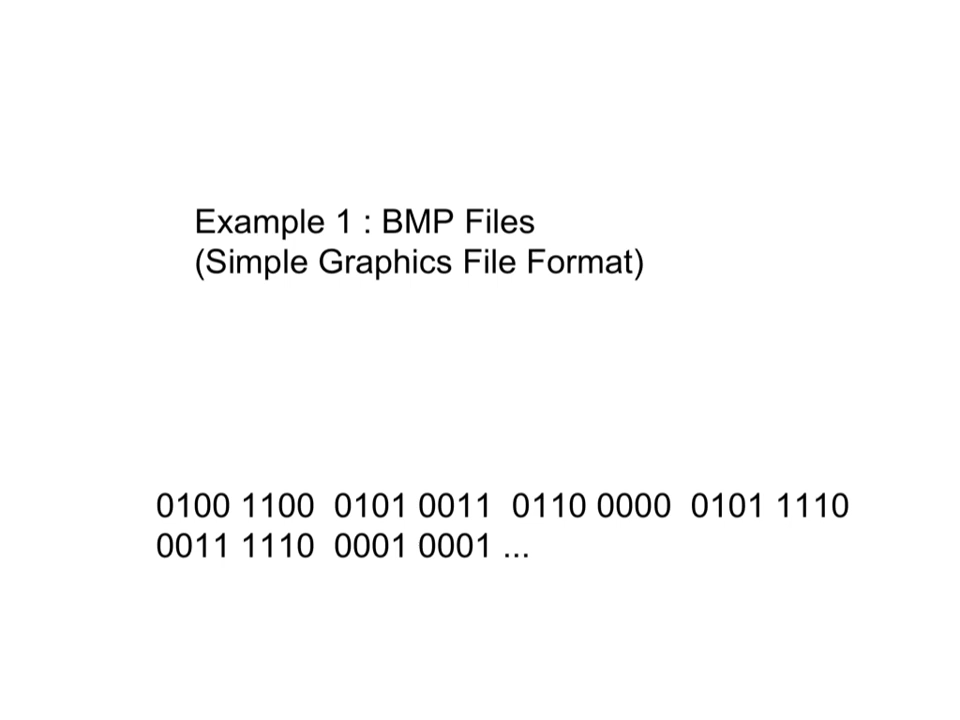 Example 1 : BMP Files
(Simple Graphics File Format)
0100 1100  0101 0011  0110 0000  0101 1110
0011 1110  0001 0001 ...